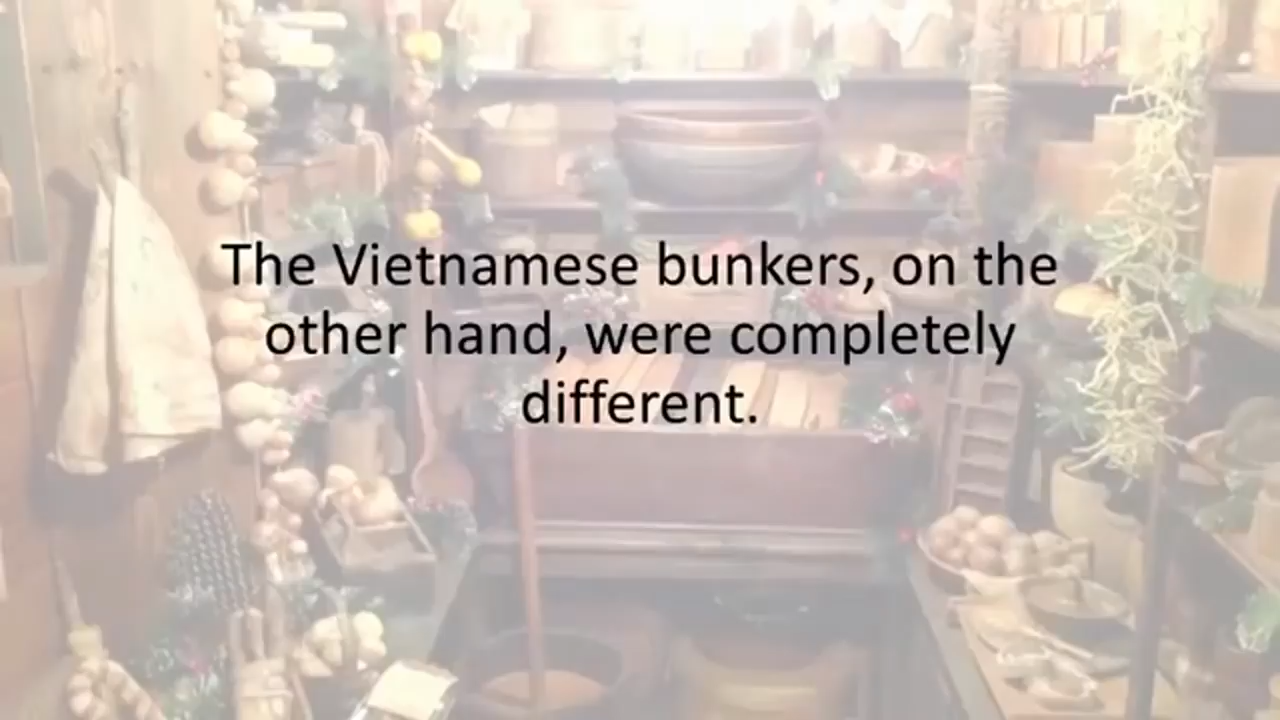 The Vietnamese bunkers, on the
other hand, were completely
different.